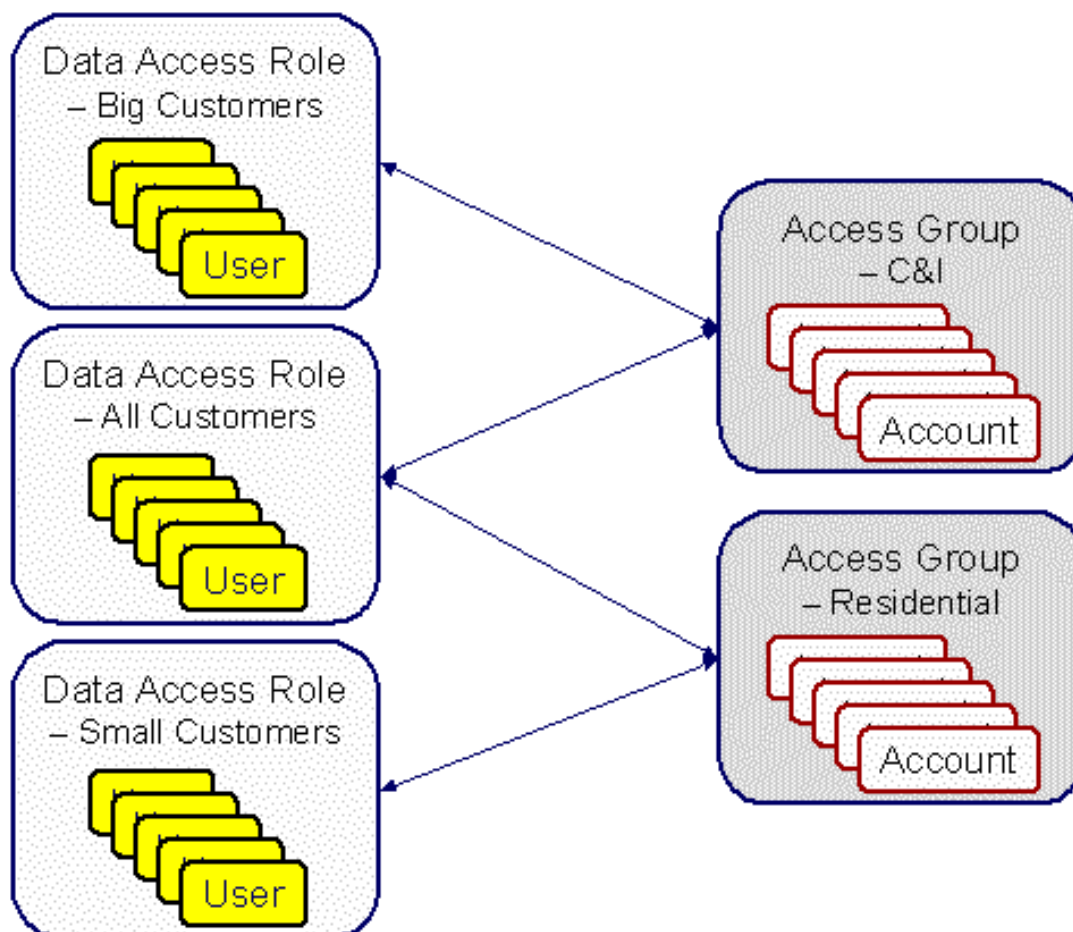 Data Access Role
– Big Customers
User
Data Access Role
– All Customers
User
Data Access Role
– Small Customers
User
Access Group
– C&I
Account
Access Group
– Residential
Account